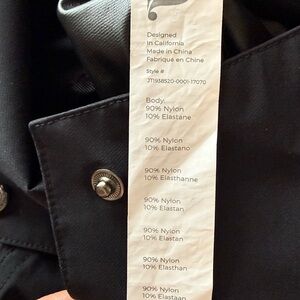 Designed
in California
Made in China
Fabriqué en Chine
Style #
JT1938520-0001-17070
Body:
90% Nylon
10% Elastane
90% Nylon
10% Elastano
90% Nylon
10% Elasthanne
90% Nylon
10% Elastan
90% Nylon
10% Elastan
90% Nylon
10% Elasthan
90% Nylon
10% Elastaan